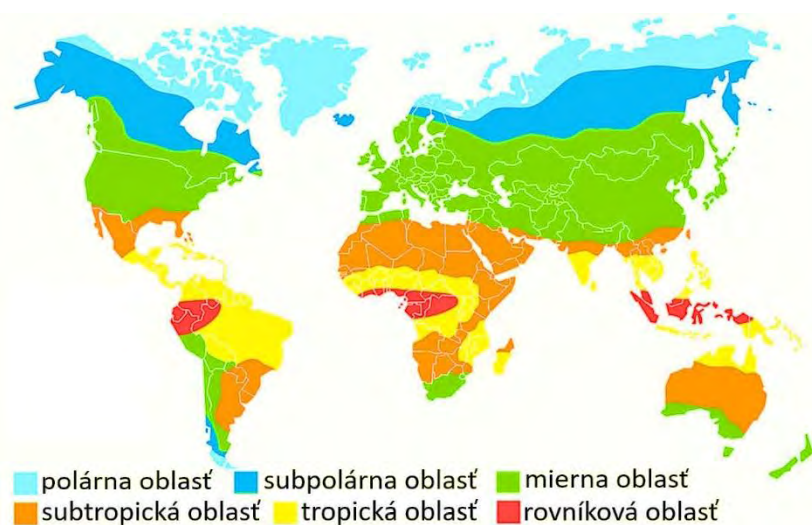 polárna oblasť subpolárna oblasť mierna oblasť
subtropická oblasť tropická oblasť rovníková oblasť